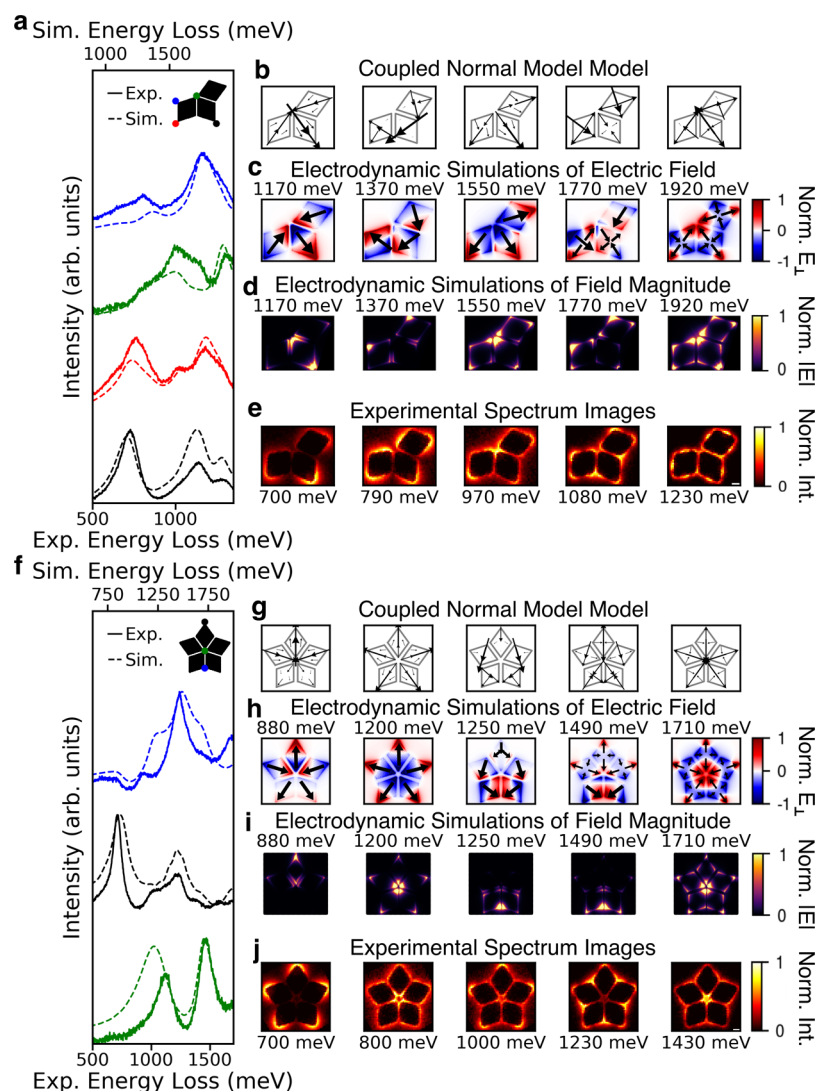 a
Sim. Energy Loss (meV)
1000 1500
Exp.
Sim.
Intensity (arb. units)
500 1000
Exp. Energy Loss (meV)
b Coupled Normal Model Model
c Electrodynamic Simulations of Electric Field
1170 meV 1370 meV 1550 meV 1770 meV 1920 meV
1
0
-1
Norm. E⊥
d Electrodynamic Simulations of Field Magnitude
1170 meV 1370 meV 1550 meV 1770 meV 1920 meV
1
0
Norm. |E|
e Experimental Spectrum Images
700 meV 790 meV 970 meV 1080 meV 1230 meV
1
0
Norm. Int.
f
Sim. Energy Loss (meV)
750 1250 1750
Exp.
Sim.
Intensity (arb. units)
500 1000 1500
Exp. Energy Loss (meV)
g Coupled Normal Model Model
h Electrodynamic Simulations of Electric Field
880 meV 1200 meV 1250 meV 1490 meV 1710 meV
1
0
-1
Norm. E⊥
i Electrodynamic Simulations of Field Magnitude
880 meV 1200 meV 1250 meV 1490 meV 1710 meV
1
0
Norm. |E|
j Experimental Spectrum Images
700 meV 800 meV 1000 meV 1230 meV 1430 meV
1
0
Norm. Int.